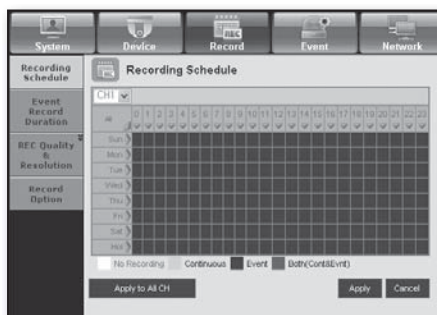 System Device Record Event Network
REC
Recording
Schedule
Recording Schedule
Event
Record
Duration
REC Quality
&
Resolution
Record
Option
CH1
All
0 1 2 3 4 5 6 7 8 9 10 11 12 13 14 15 16 17 18 19 20 21 22 23
Sun
Mon
Tue
Wed
Thu
Fri
Sat
Hol
No Recording Continuous Event Both(Cont&Evnt)
Apply to All CH Apply Cancel